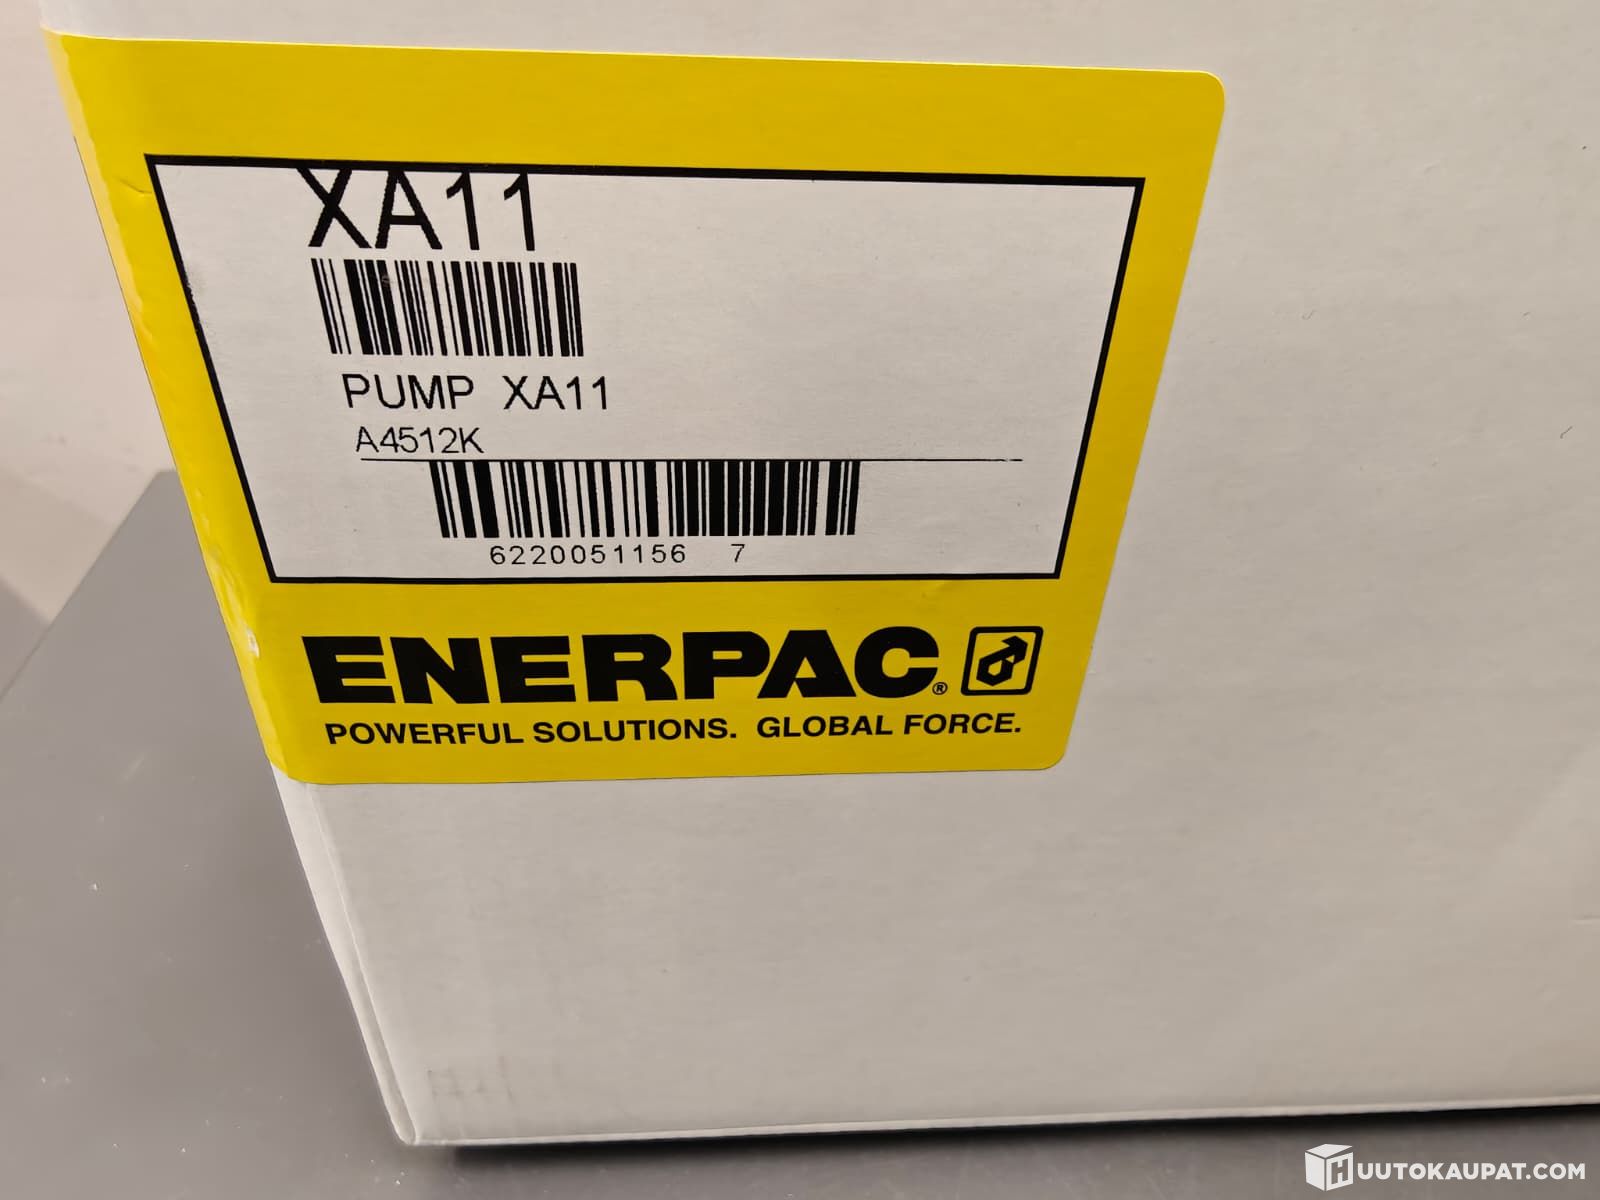 XA11
PUMP XA11
A4512K
6220051156 7
ENERPAC®
POWERFUL SOLUTIONS. GLOBAL FORCE.
HUUTOKAUPAT.COM